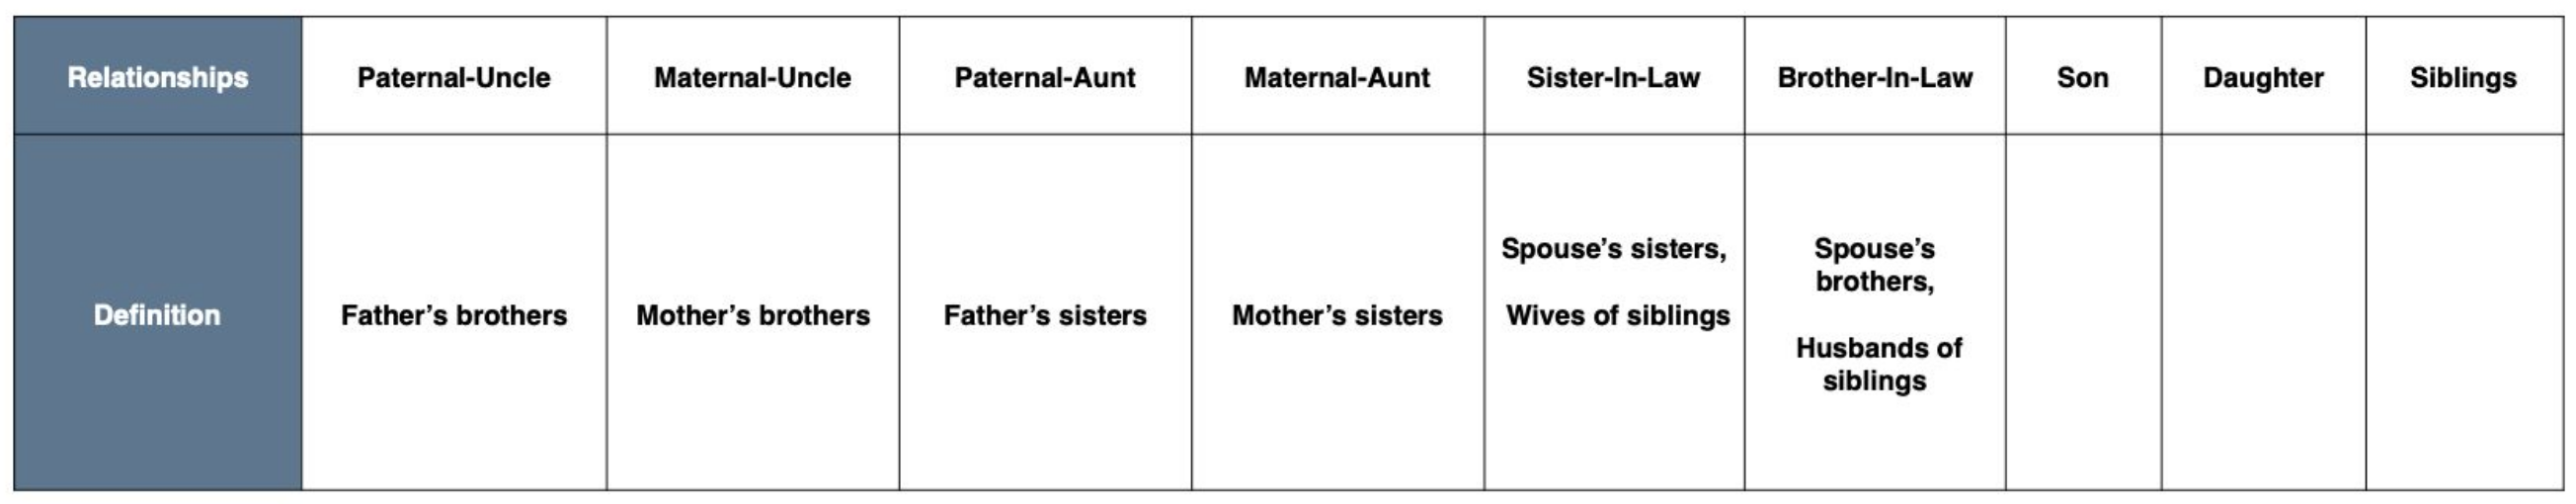 Relationships
Paternal-Uncle
Maternal-Uncle
Paternal-Aunt
Maternal-Aunt
Sister-In-Law
Brother-In-Law
Son
Daughter
Siblings
Definition
Father’s brothers
Mother’s brothers
Father’s sisters
Mother’s sisters
Spouse’s sisters,
Wives of siblings
Spouse’s
brothers,
Husbands of
siblings